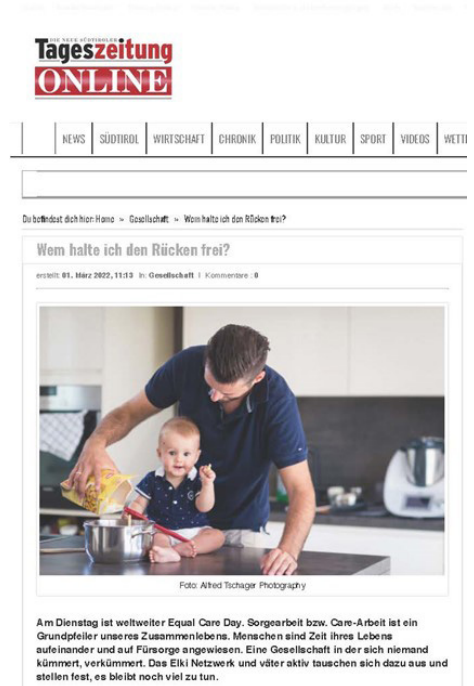 DIE NEUE SÜDTIROLER
Tageszeitung
ONLINE
NEWS SÜDTIROL WIRTSCHAFT CHRONIK POLITIK KULTUR SPORT VIDEOS WETT
Du befindest dich hier: Home » Gesellschaft » Wem halte ich den Rücken frei?
Wem halte ich den Rücken frei?
erstellt: 01. März 2022, 11:13 In: Gesellschaft | Kommentare : 0
Foto: Alfred Tschager Photography
Am Dienstag ist weltweiter Equal Care Day. Sorgearbeit bzw. Care-Arbeit ist ein
Grundpfeiler unseres Zusammenlebens. Menschen sind Zeit ihres Lebens
aufeinander und auf Fürsorge angewiesen. Eine Gesellschaft in der sich niemand
kümmert, verkümmert. Das Elki Netzwerk und väter aktiv tauschen sich dazu aus und
stellen fest, es bleibt noch viel zu tun.